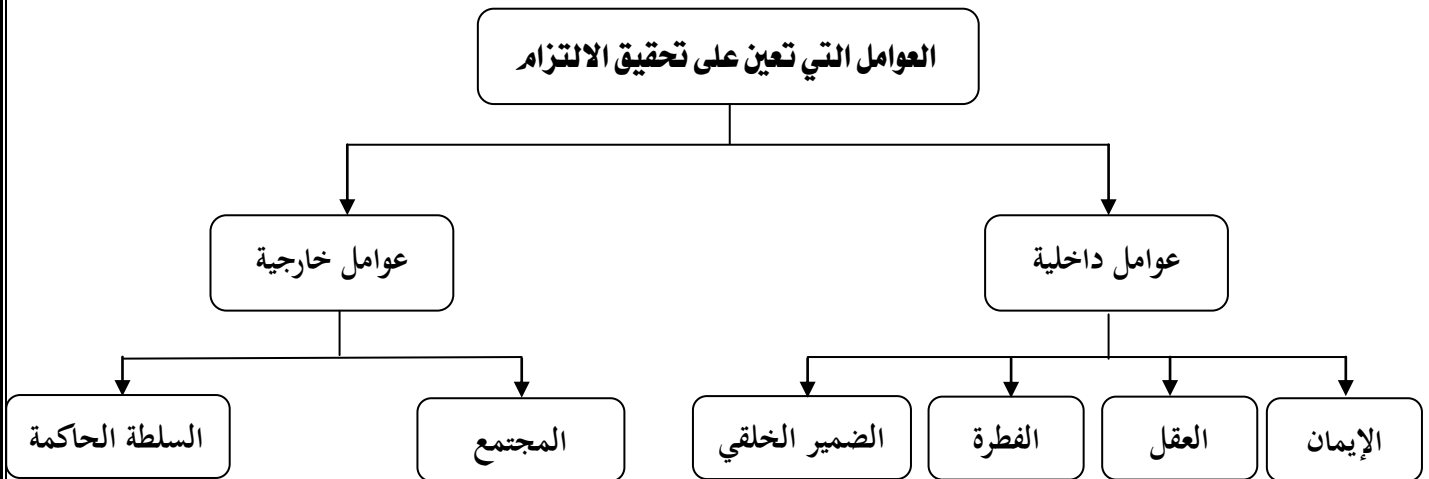 العوامل التي تعين على تحقيق الالتزام
عوامل داخلية
عوامل خارجية
الإيمان
العقل
الفطرة
الضمير الخلقي
المجتمع
السلطة الحاكمة